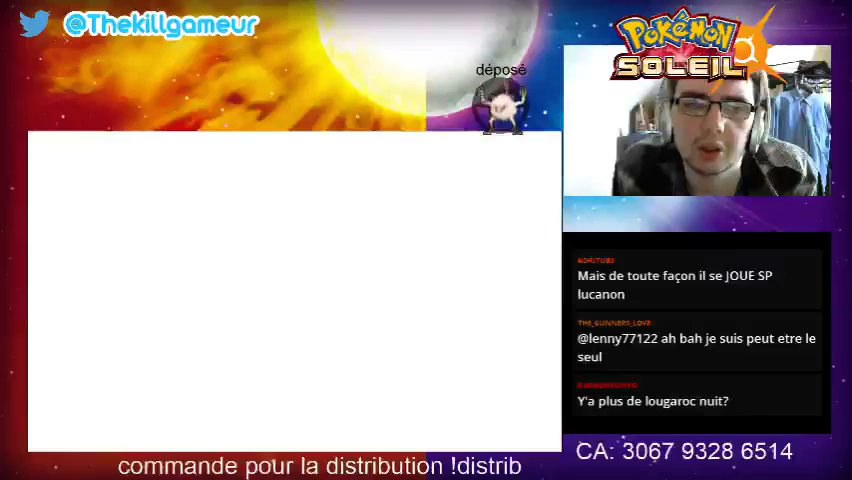 @Thekillgameur
POKéMON
SOLEIL
déposé
Mais de toute façon il se JOUE SP
lucanon
THE_GUNNERS_LOVE
@lenny77122 ah bah je suis peut etre le
seul
Y'a plus de lougaroc nuit?
CA: 3067 9328 6514
commande pour la distribution !distrib